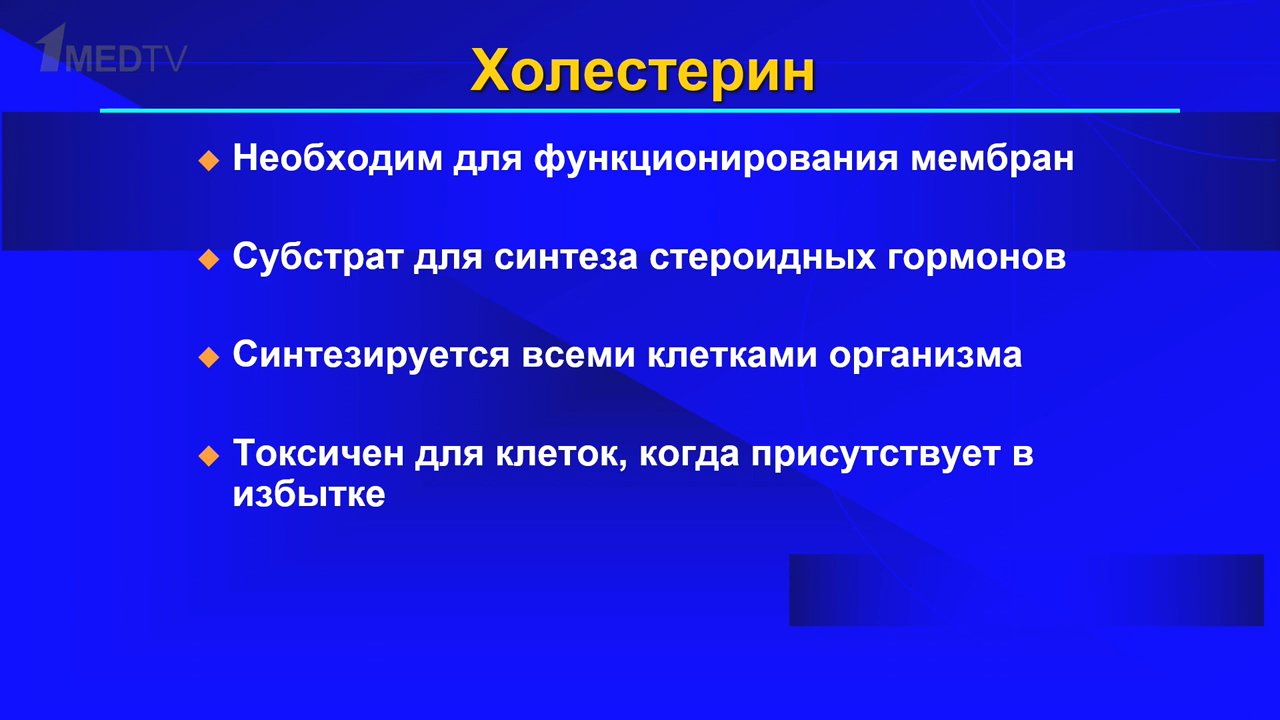 1MEDTV
Холестерин
Необходим для функционирования мембран
Субстрат для синтеза стероидных гормонов
Синтезируется всеми клетками организма
Токсичен для клеток, когда присутствует в
избытке